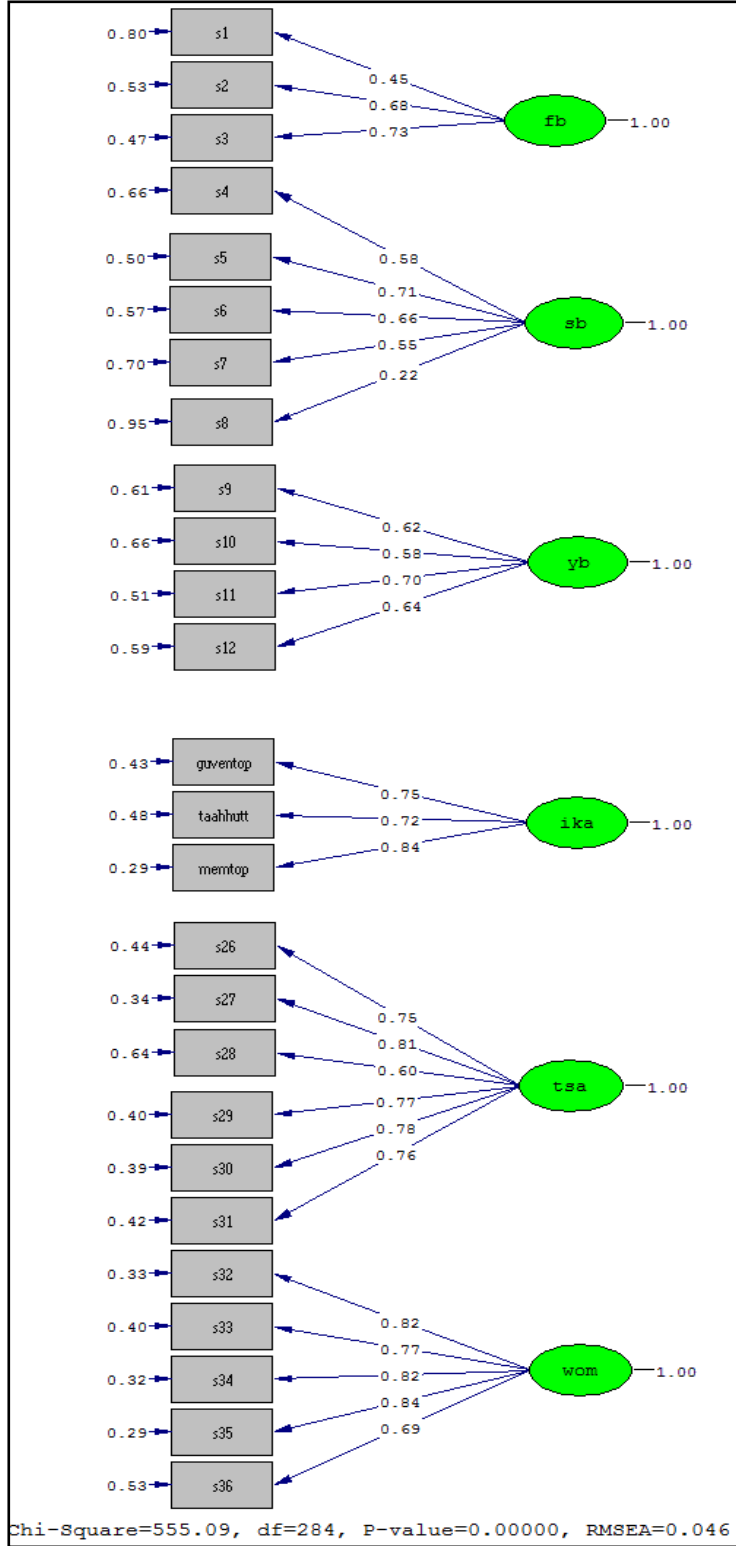 0.80 s1
0.45
0.53 s2
0.68
fb 1.00
0.47 s3
0.73
0.66 s4
0.58
0.50 s5
0.71
0.57 s6
0.66
sb 1.00
0.70 s7
0.55
0.22
0.95 s8
0.61 s9
0.62
0.66 s10
0.58
yb 1.00
0.51 s11
0.70
0.64
0.59 s12
0.43 guventop
0.75
0.48 taahhutt
0.72
ika 1.00
0.29 memtop
0.84
0.44 s26
0.75
0.34 s27
0.81
0.64 s28
0.60
tsa 1.00
0.40 s29
0.77
0.78
0.39 s30
0.76
0.42 s31
0.33 s32
0.82
0.40 s33
0.77
wom 1.00
0.32 s34
0.82
0.84
0.29 s35
0.69
0.53 s36
Chi-Square=555.09, df=284, P-value=0.00000, RMSEA=0.046